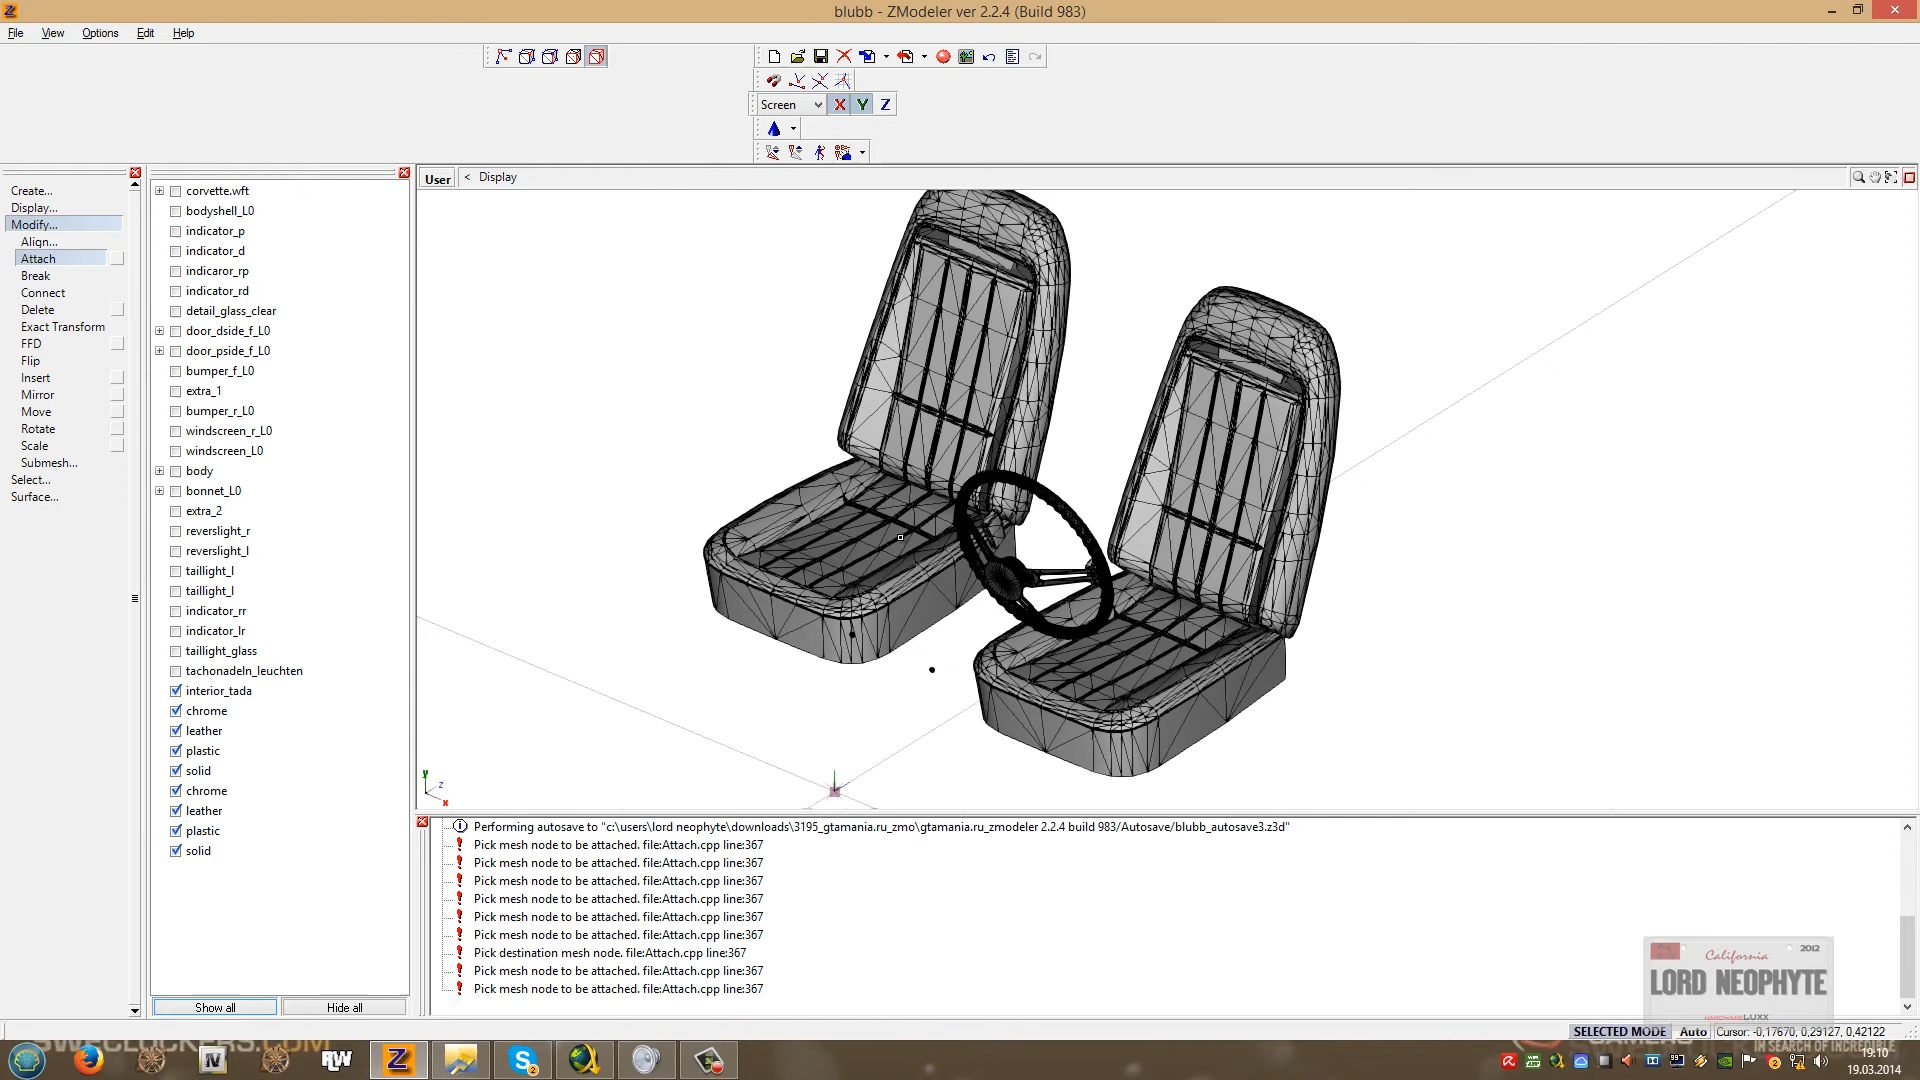 blubb - ZModeler ver 2.2.4 (Build 983)
File View Options Edit Help
Screen X Y Z
User < Display
Create...
Display...
Modify...
Align...
Attach
Break
Connect
Delete
Exact Transform
FFD
Flip
Insert
Mirror
Move
Rotate
Scale
Submesh...
Select...
Surface...
corvette.wft
bodyshell_L0
indicator_p
indicator_d
indicaror_rp
indicator_rd
detail_glass_clear
door_dside_f_L0
door_pside_f_L0
bumper_f_L0
extra_1
bumper_r_L0
windscreen_r_L0
windscreen_L0
body
bonnet_L0
extra_2
reverslight_r
reverslight_l
taillight_l
taillight_l
indicator_rr
indicator_lr
taillight_glass
tachonadeln_leuchten
interior_tada
chrome
leather
plastic
solid
chrome
leather
plastic
solid
Show all Hide all
y z x
Performing autosave to "c:\users\lord neophyte\downloads\3195_gtamania.ru_zmo\gtamania.ru_zmodeler 2.2.4 build 983/Autosave/blubb_autosave3.z3d"
Pick mesh node to be attached. file:Attach.cpp line:367
Pick mesh node to be attached. file:Attach.cpp line:367
Pick mesh node to be attached. file:Attach.cpp line:367
Pick mesh node to be attached. file:Attach.cpp line:367
Pick mesh node to be attached. file:Attach.cpp line:367
Pick mesh node to be attached. file:Attach.cpp line:367
Pick destination mesh node. file:Attach.cpp line:367
Pick mesh node to be attached. file:Attach.cpp line:367
Pick mesh node to be attached. file:Attach.cpp line:367
California 2012
LORD NEOPHYTE
HARDWARELUXX
SELECTED MODE Auto Cursor: -0,17670, 0,29127, 0,42122
SWECLOCKERS.COM
IN SEARCH OF INCREDIBLE
RW
19:10
19.03.2014